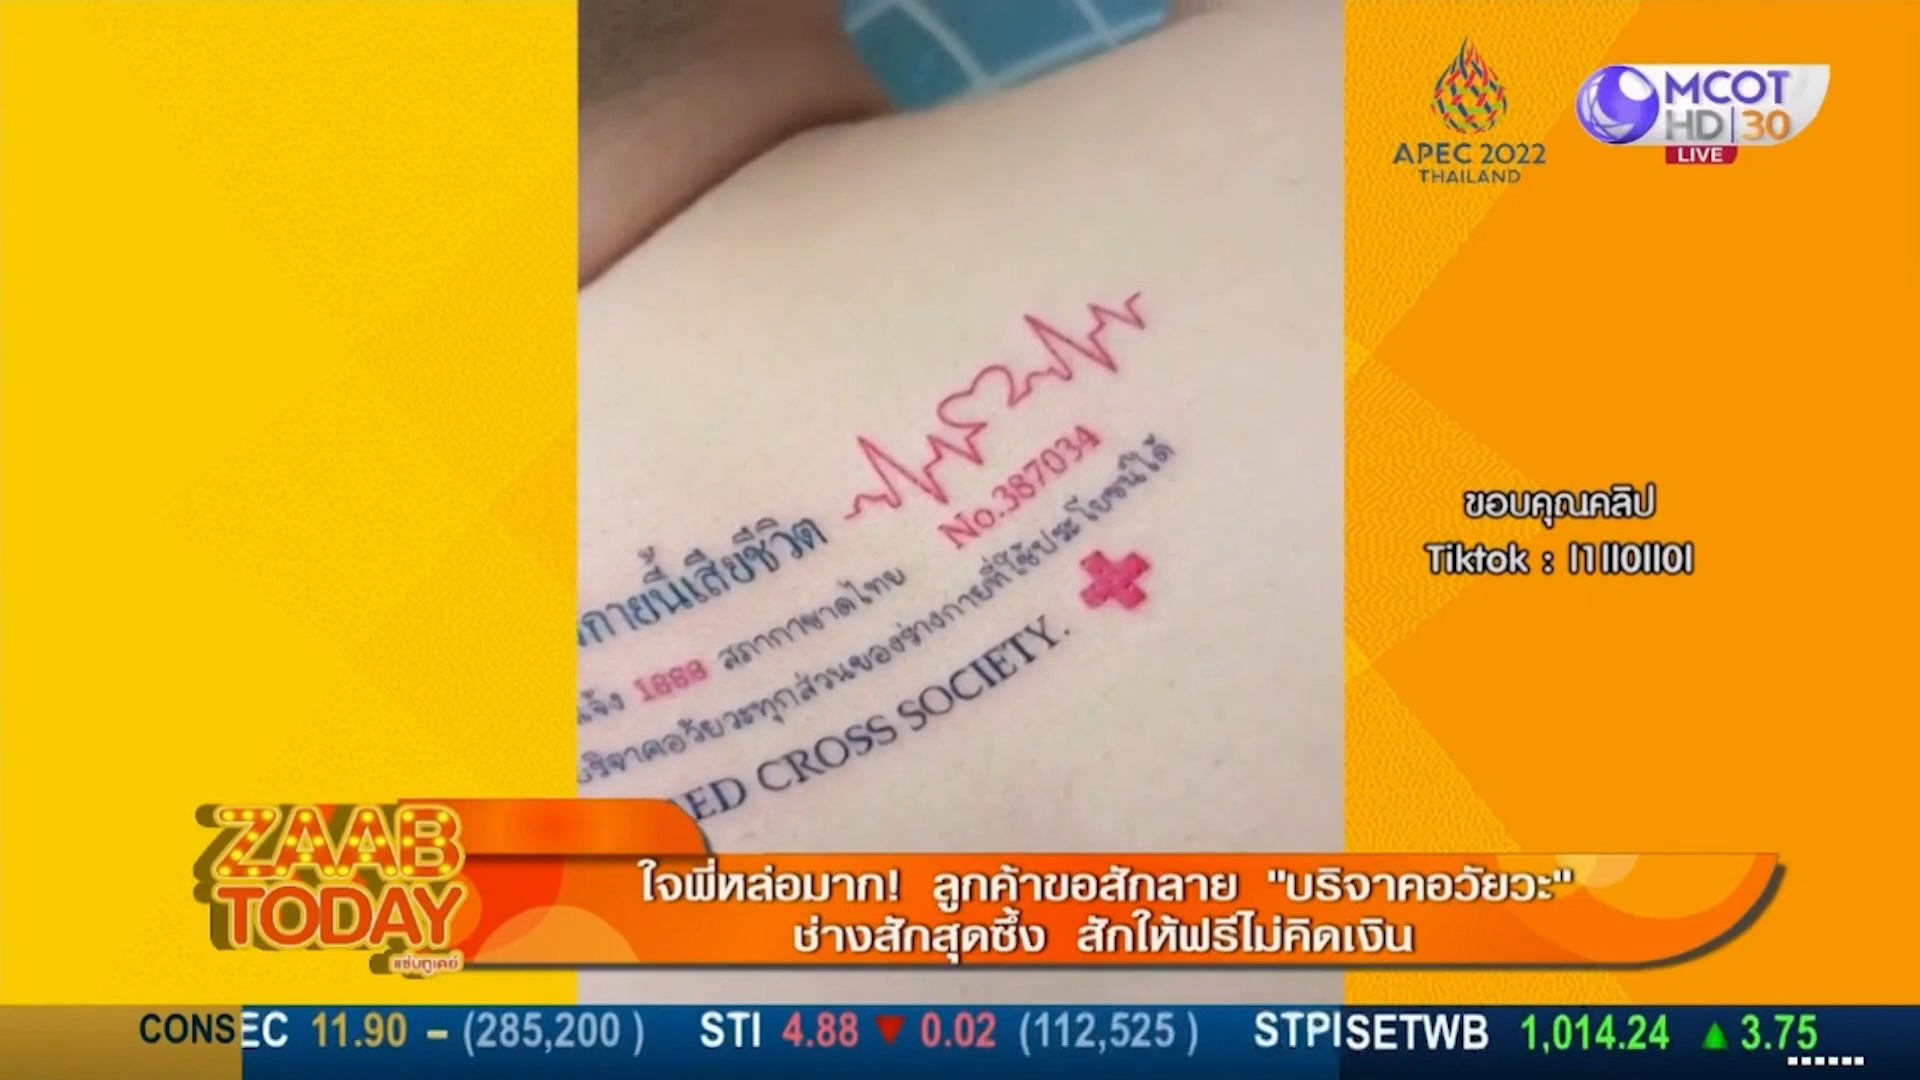 APEC 2022
THAILAND
MCOT
HD 30
LIVE
กายนี้เสียชีวิต
No.387034
แจ้ง 1668 สภากาชาดไทย
บริจาคอวัยวะทุกส่วนของร่างกายที่ใช้ประโยชน์ได้
RED CROSS SOCIETY.
ขอบคุณคลิป
ZAAB
TODAY
แซ่บทูเดย์
ใจพี่หล่อมาก! ลูกค้าขอสักลาย "บริจาคอวัยวะ"
ช่างสักสุดซึ้ง สักให้ฟรีไม่คิดเงิน
CONSEC 11.90 – (285,200 ) STI 4.88 ▼ 0.02 (112,525 ) STPI SETWB 1,014.24 ▲ 3.75